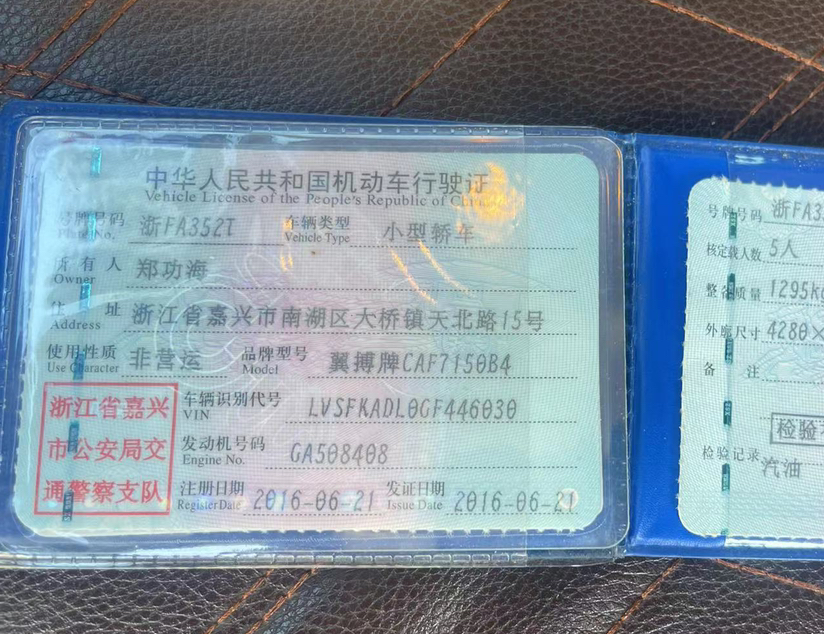 中华人民共和国机动车行驶证
Vehicle License of the People's Republic of
号牌号码 浙FA352T 车辆类型 小型轿车
Plate No. Vehicle Type
所有人 郑功海
Owner
住址 浙江省嘉兴市南湖区大桥镇天北路15号
Address
使用性质 非营运 品牌型号 翼搏牌CAF7150B4
Use Character Model
浙江省嘉兴
市公安局交
通警察支队
车辆识别代号 LVSFKADL0GF446030
VIN
发动机号码 GA508408
Engine No.
注册日期 2016-06-21 发证日期 2016-06-21
Register Date Issue Date
号牌号码 浙FA3
核定载人数 5人
整备质量 1295kg
外廓尺寸 4280×
备注
检验
检验记录
汽油